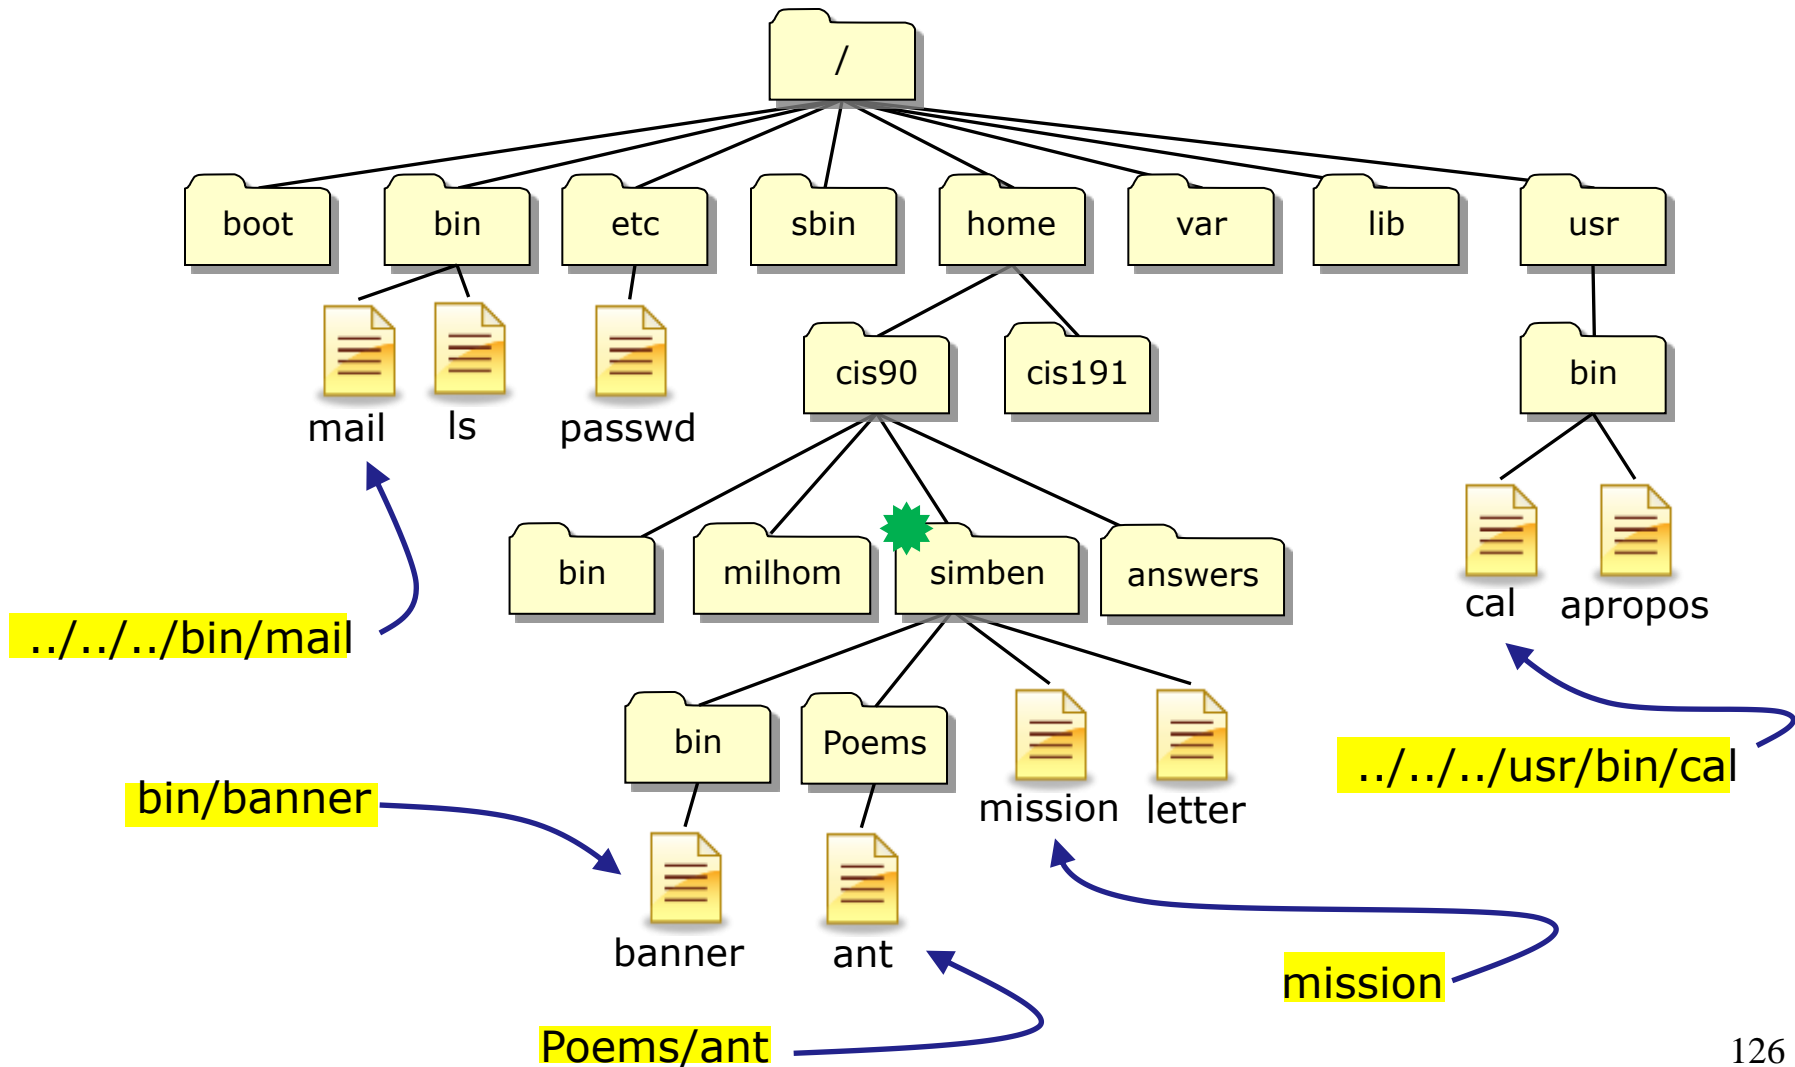 /
boot bin etc sbin home var lib usr
cis90 cis191 bin
mail ls passwd
bin milhom simben answers
cal apropos
../../../bin/mail
bin Poems
../../../usr/bin/cal
bin/banner
mission letter
banner ant
mission
Poems/ant
126